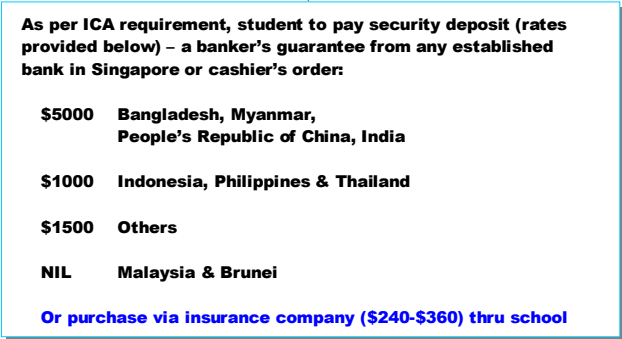 As per ICA requirement, student to pay security deposit (rates
provided below) – a banker’s guarantee from any established
bank in Singapore or cashier’s order:
$5000 Bangladesh, Myanmar,
People’s Republic of China, India
$1000 Indonesia, Philippines & Thailand
$1500 Others
NIL Malaysia & Brunei
Or purchase via insurance company ($240-$360) thru school